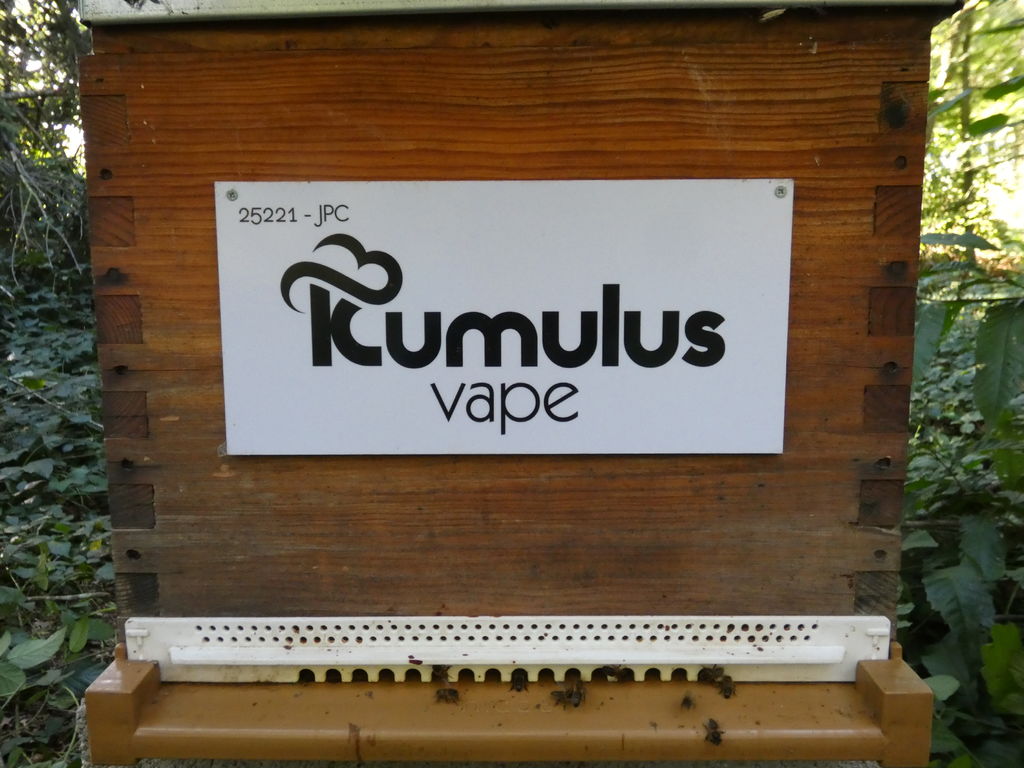 25221 - JPC
Kumulus
vape